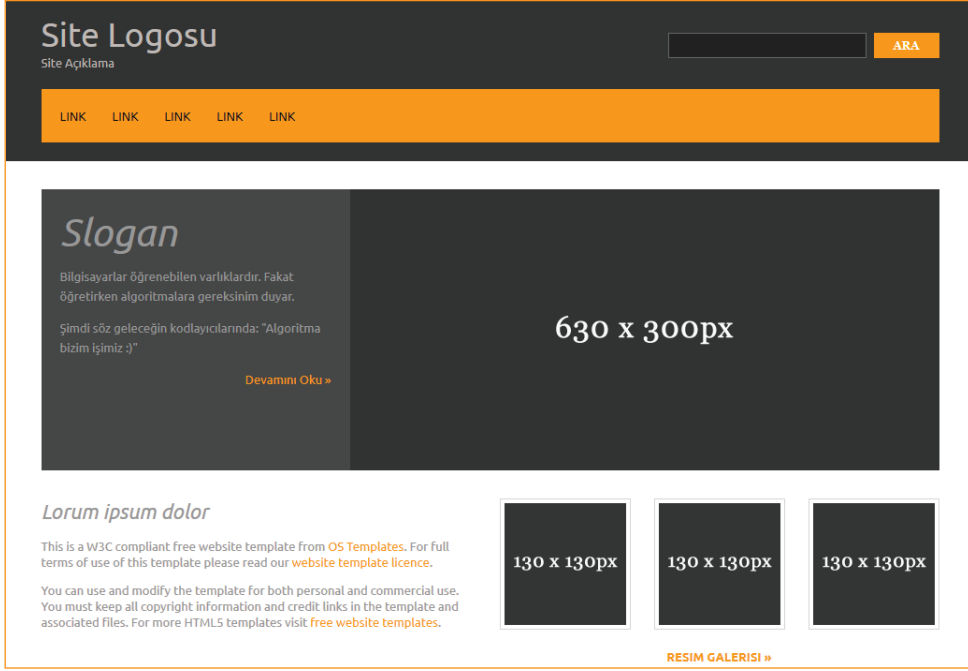 Site Logosu
Site Açıklama
ARA
LINK LINK LINK LINK LINK
Slogan
Bilgisayarlar öğrenebilen varlıklardır. Fakat
öğretirken algoritmalara gereksinim duyar.
Şimdi söz geleceğin kodlayıcılarında: "Algoritma
bizim işimiz :)"
Devamını Oku »
630 x 300px
Lorum ipsum dolor
This is a W3C compliant free website template from OS Templates. For full
terms of use of this template please read our website template licence.
You can use and modify the template for both personal and commercial use.
You must keep all copyright information and credit links in the template and
associated files. For more HTML5 templates visit free website templates.
130 x 130px 130 x 130px 130 x 130px
RESIM GALERISI »